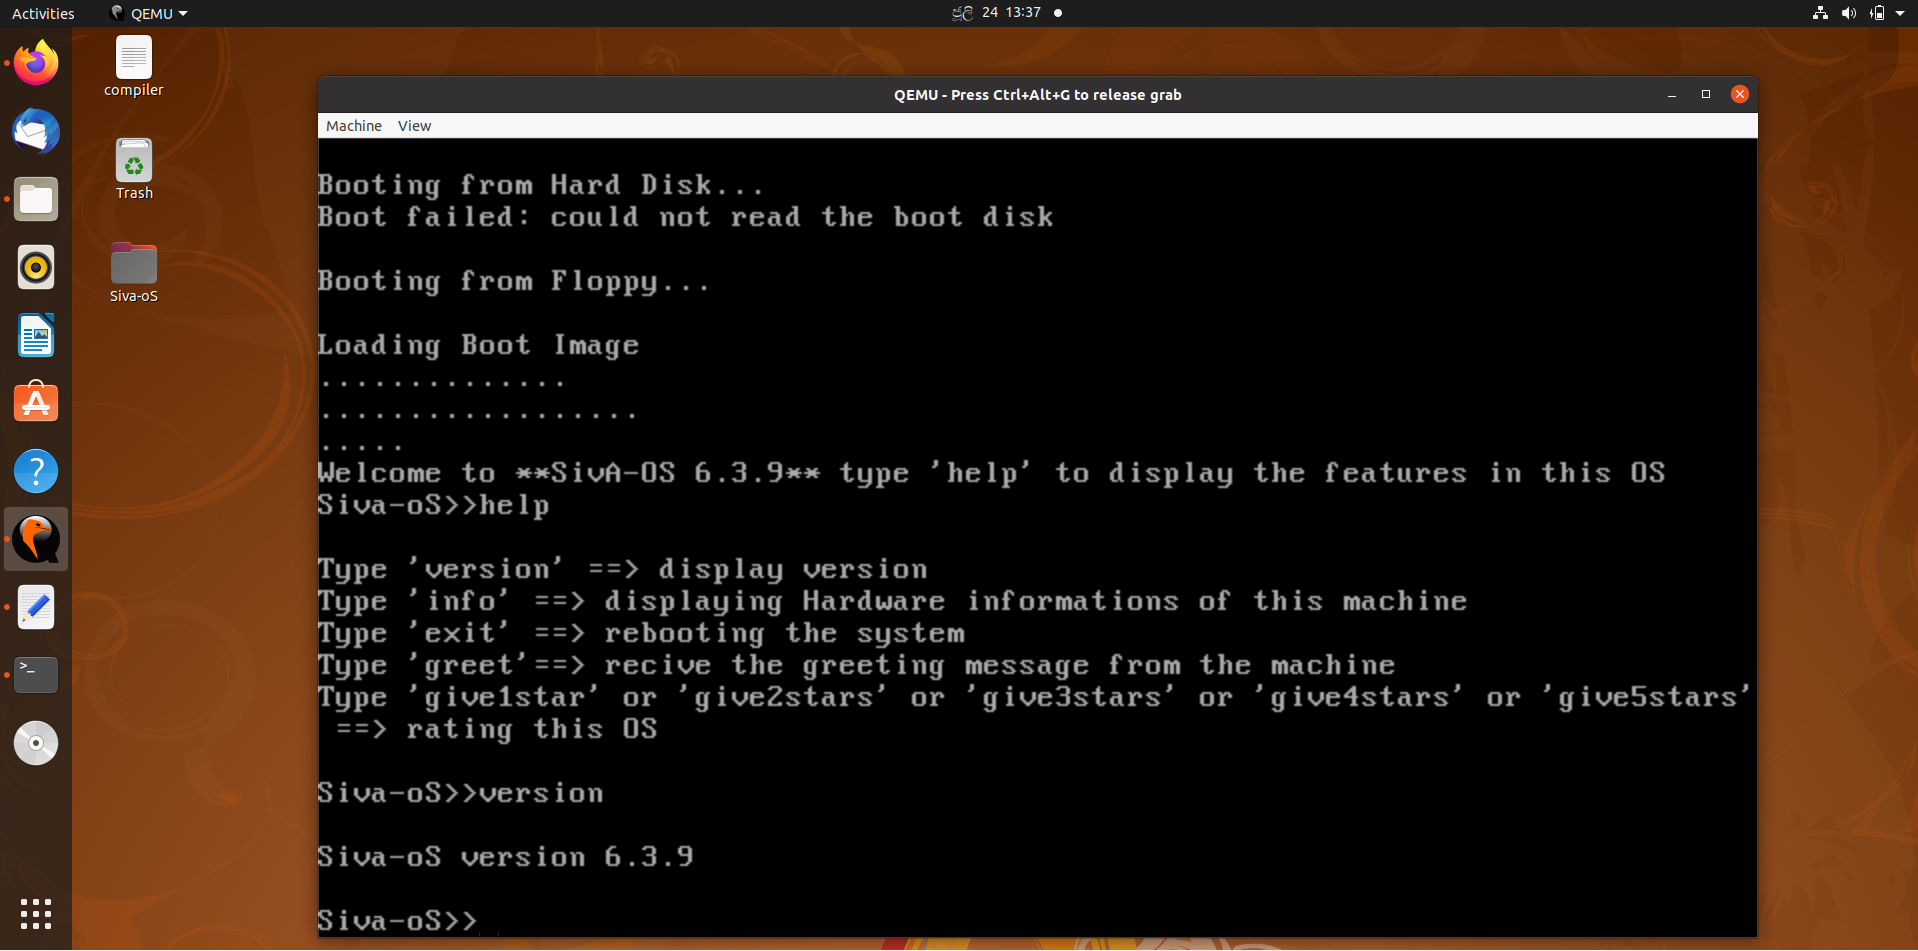 Activities
QEMU
ජූලි 24 13:37
compiler
Trash
Siva-oS
QEMU - Press Ctrl+Alt+G to release grab
Machine View
Booting from Hard Disk...
Boot failed: could not read the boot disk
Booting from Floppy...
Loading Boot Image
..............
..................
.....
Welcome to **SivA-OS 6.3.9** type 'help' to display the features in this OS
Siva-oS>>help
Type 'version' ==> display version
Type 'info' ==> displaying Hardware informations of this machine
Type 'exit' ==> rebooting the system
Type 'greet'==> recive the greeting message from the machine
Type 'give1star' or 'give2stars' or 'give3stars' or 'give4stars' or 'give5stars'
==> rating this OS
Siva-oS>>version
Siva-oS version 6.3.9
Siva-oS>>